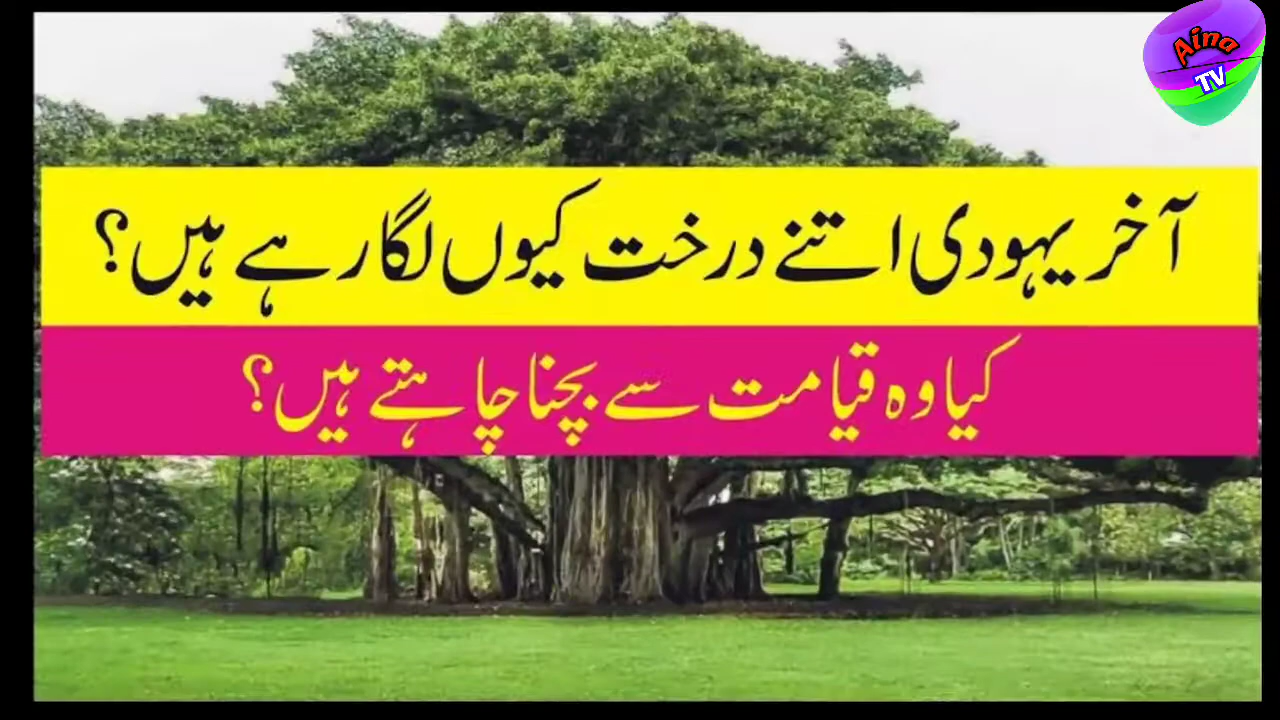 Aina
TV
آخر یہودی اتنے درخت کیوں لگا رہے ہیں؟
کیا وہ قیامت سے بچنا چاہتے ہیں؟